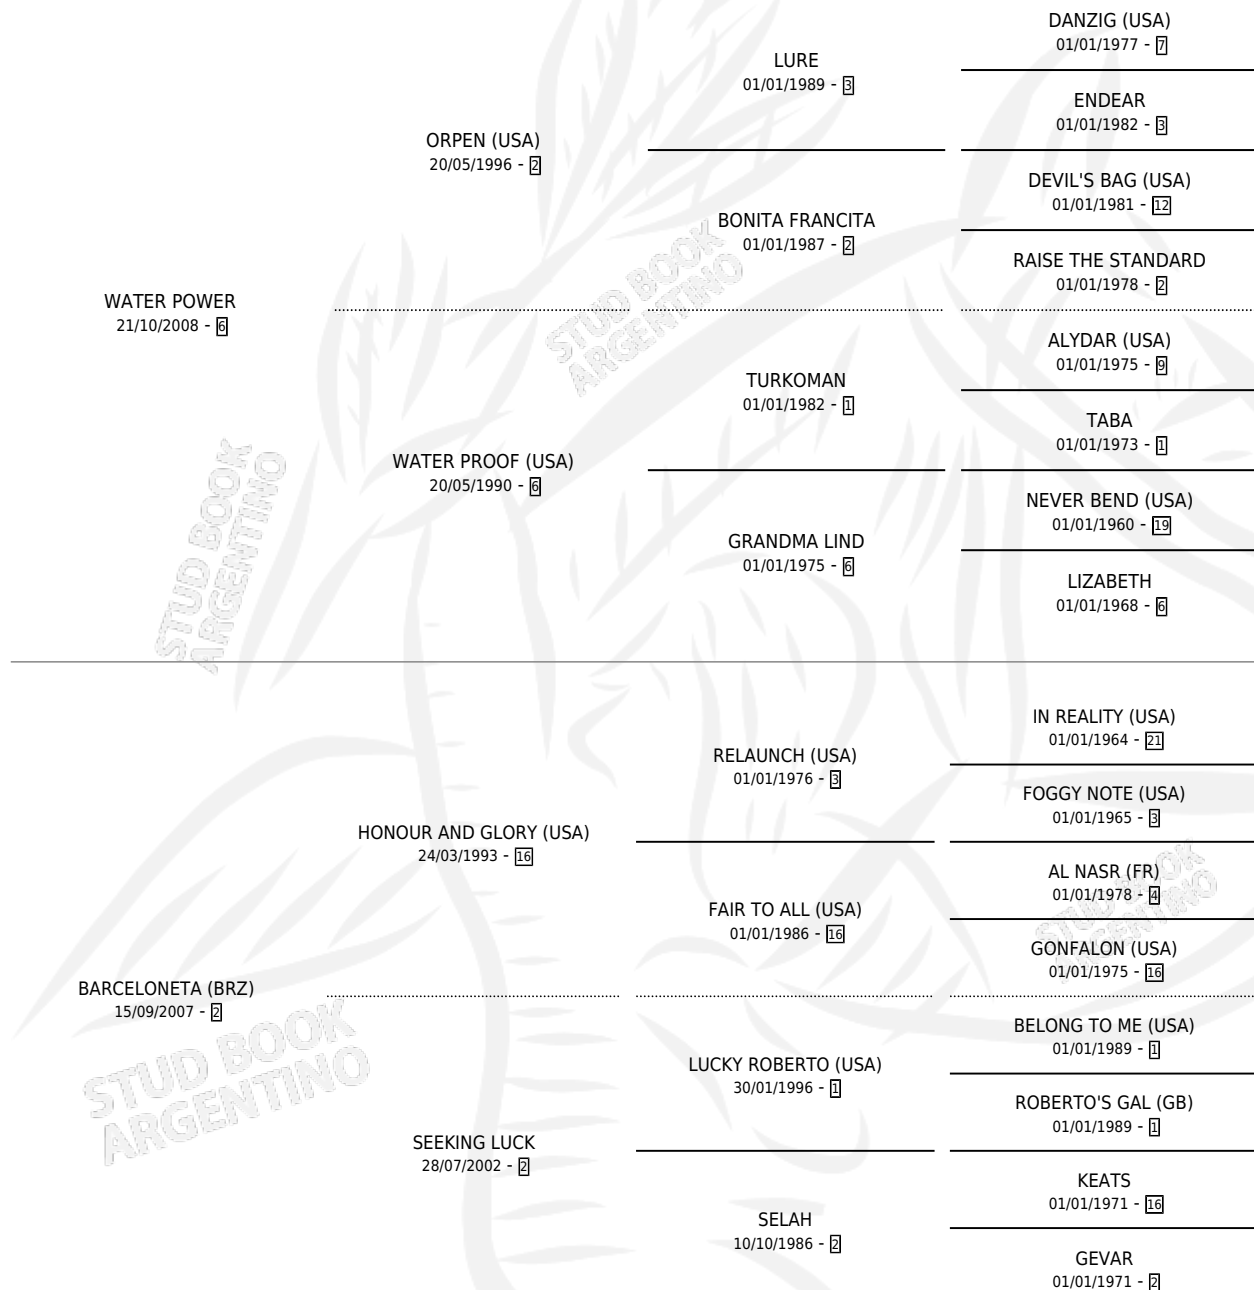 DANZIG (USA)
01/01/1977 - 7
LURE
01/01/1989 - 3
ENDEAR
01/01/1982 - 3
ORPEN (USA)
20/05/1996 - 2
DEVIL'S BAG (USA)
01/01/1981 - 12
BONITA FRANCITA
01/01/1987 - 2
RAISE THE STANDARD
01/01/1978 - 2
WATER POWER
21/10/2008 - 6
STUD BOOK
ARGENTINO
ALYDAR (USA)
01/01/1975 - 9
TURKOMAN
01/01/1982 - 1
TABA
01/01/1973 - 1
WATER PROOF (USA)
20/05/1990 - 6
NEVER BEND (USA)
01/01/1960 - 19
GRANDMA LIND
01/01/1975 - 6
LIZABETH
01/01/1968 - 6
STUD BOOK
ARGENTINO
IN REALITY (USA)
01/01/1964 - 21
RELAUNCH (USA)
01/01/1976 - 3
FOGGY NOTE (USA)
01/01/1965 - 3
HONOUR AND GLORY (USA)
24/03/1993 - 16
AL NASR (FR)
01/01/1978 - 4
FAIR TO ALL (USA)
01/01/1986 - 16
STUD BOOK
ARGENTINO
GONFALON (USA)
01/01/1975 - 16
BARCELONETA (BRZ)
15/09/2007 - 2
BELONG TO ME (USA)
01/01/1989 - 1
LUCKY ROBERTO (USA)
30/01/1996 - 1
ROBERTO'S GAL (GB)
01/01/1989 - 1
STUD BOOK
ARGENTINO
SEEKING LUCK
28/07/2002 - 2
KEATS
01/01/1971 - 16
SELAH
10/10/1986 - 2
GEVAR
01/01/1971 - 2